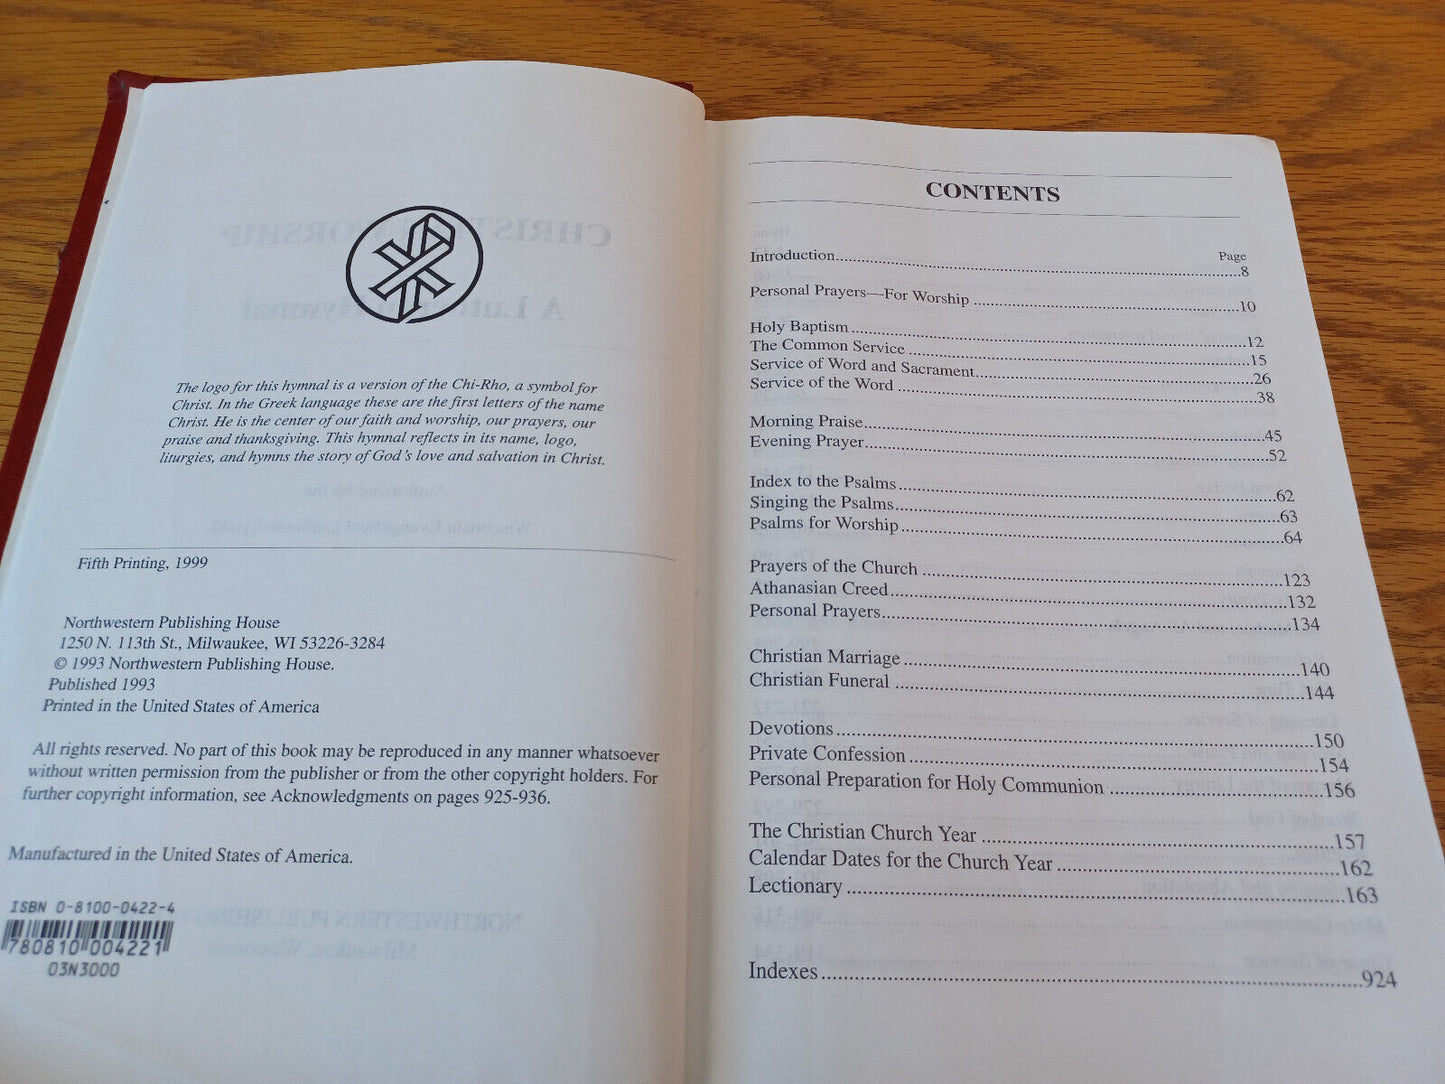 The logo for this hymnal is a version of the Chi-Rho, a symbol for
Christ. In the Greek language these are the first letters of the name
Christ. He is the center of our faith and worship, our prayers, our
praise and thanksgiving. This hymnal reflects in its name, logo,
liturgies, and hymns the story of God's love and salvation in Christ.
Fifth Printing, 1999
Northwestern Publishing House
1250 N. 113th St., Milwaukee, WI 53226-3284
© 1993 Northwestern Publishing House.
Published 1993
Printed in the United States of America
All rights reserved. No part of this book may be reproduced in any manner whatsoever
without written permission from the publisher or from the other copyright holders. For
further copyright information, see Acknowledgments on pages 925-936.
Manufactured in the United States of America.
ISBN 0-8100-0422-4
780810 004221
03N3000
CONTENTS
Page
Introduction 8
Personal Prayers—For Worship 10
Holy Baptism 12
The Common Service 15
Service of Word and Sacrament 26
Service of the Word 38
Morning Praise 45
Evening Prayer 52
Index to the Psalms 62
Singing the Psalms 63
Psalms for Worship 64
Prayers of the Church 123
Athanasian Creed 132
Personal Prayers 134
Christian Marriage 140
Christian Funeral 144
Devotions 150
Private Confession 154
Personal Preparation for Holy Communion 156
The Christian Church Year 157
Calendar Dates for the Church Year 162
Lectionary 163
Indexes 924